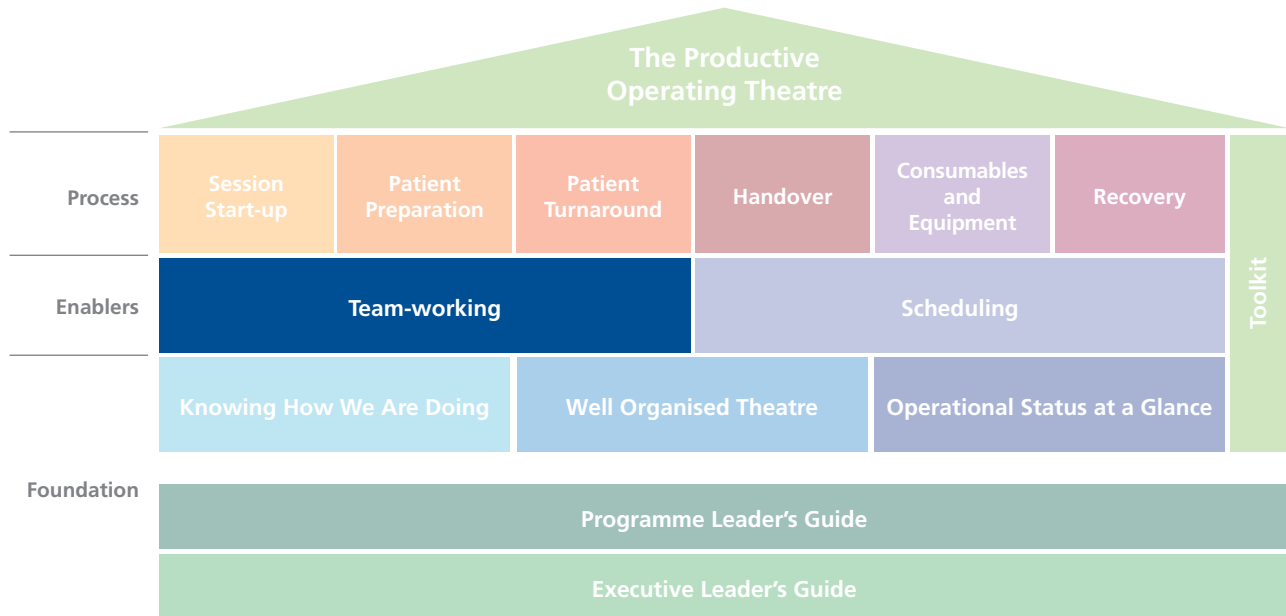 The Productive
Operating Theatre
Process
Session
Start-up
Patient
Preparation
Patient
Turnaround
Handover
Consumables
and
Equipment
Recovery
Toolkit
Enablers
Team-working
Scheduling
Knowing How We Are Doing
Well Organised Theatre
Operational Status at a Glance
Foundation
Programme Leader’s Guide
Executive Leader’s Guide